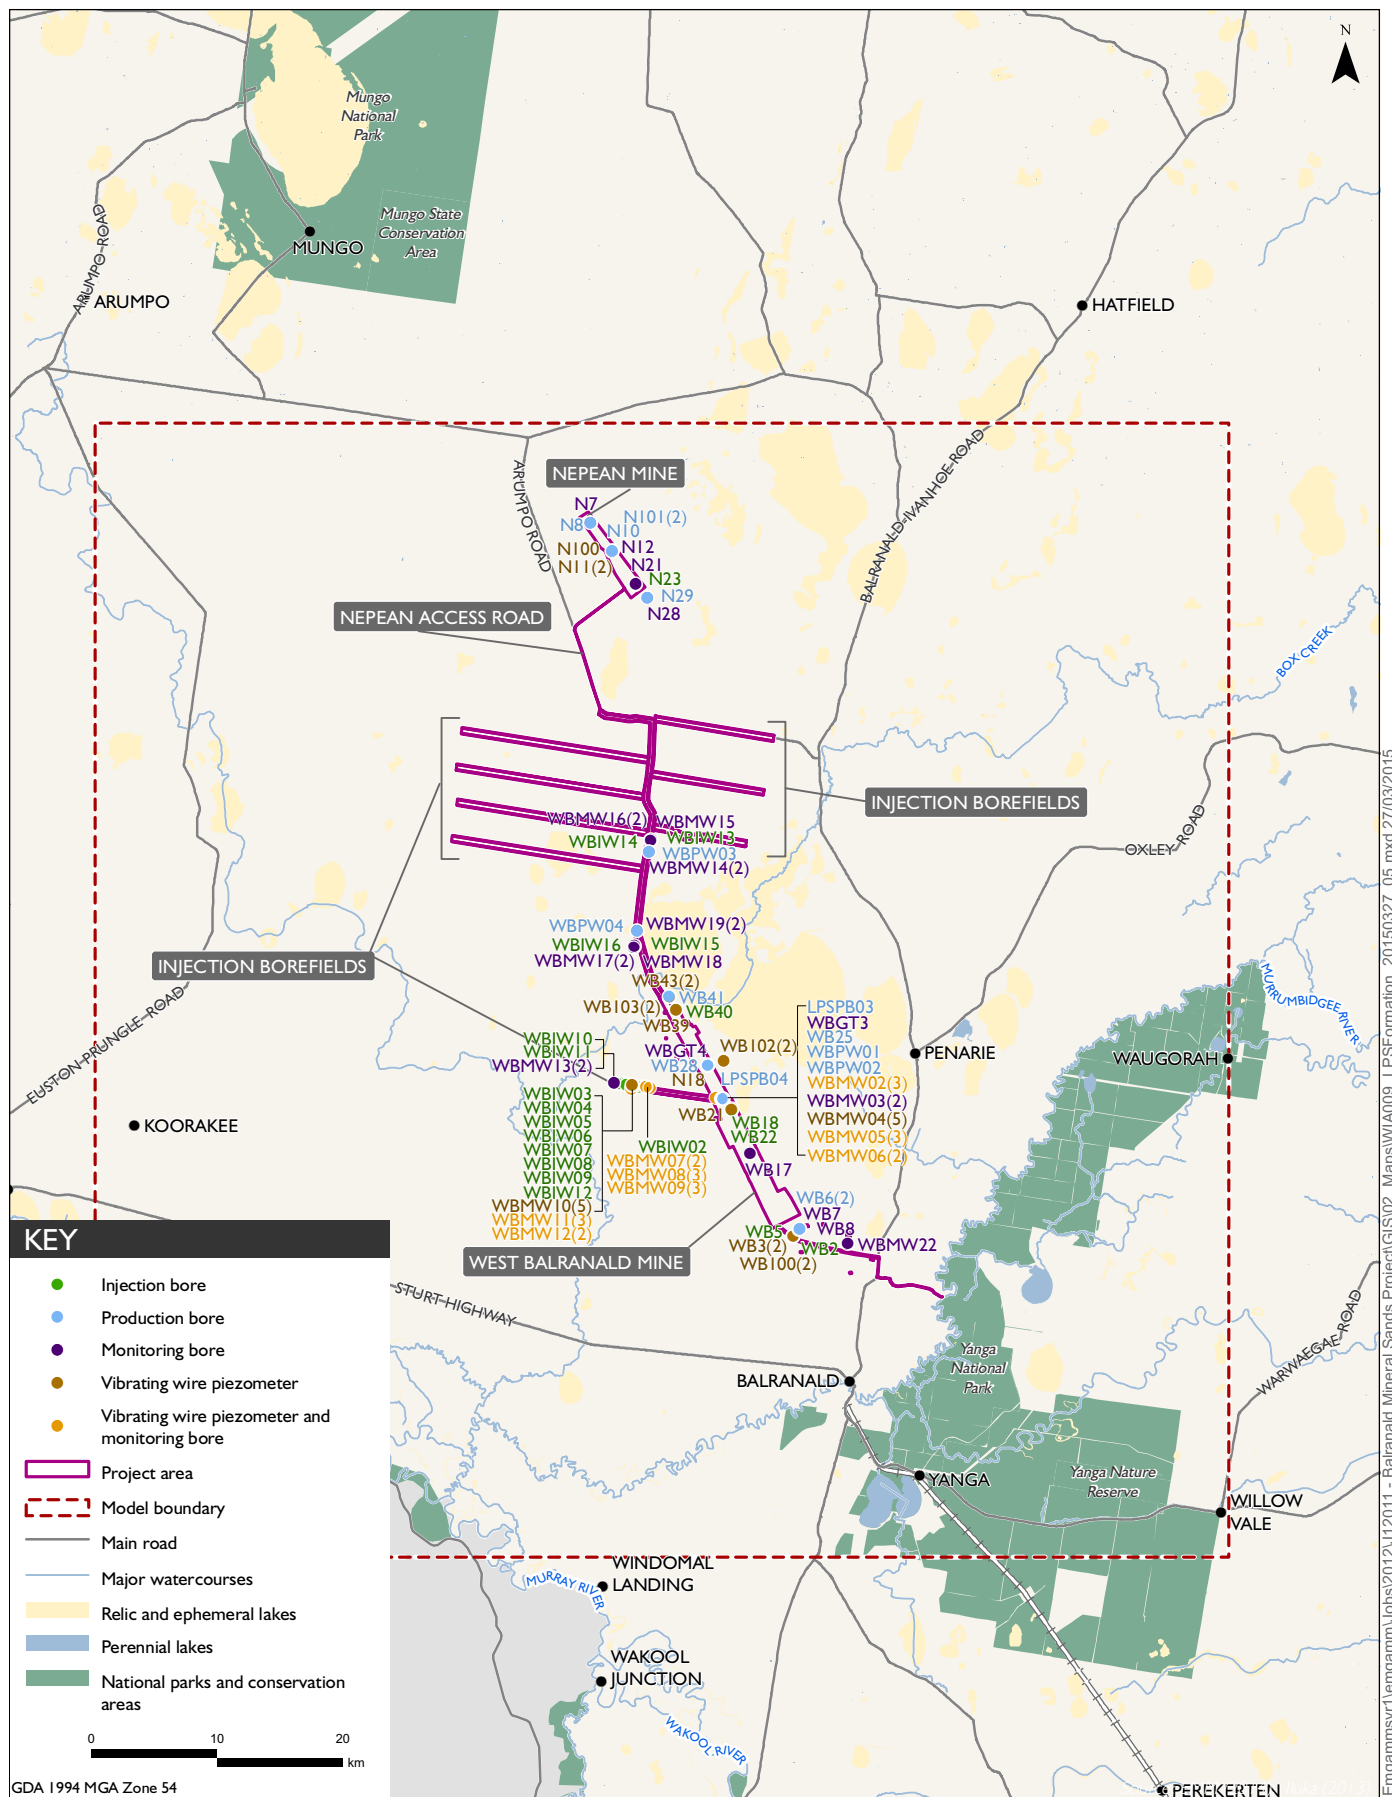 N
Mungo
National
Park
Mungo State
Conservation
Area
MUNGO
ARUMPO ROAD
ARUMPO
HATFIELD
BALRANALD-IVANHOE ROAD
ARUMPO ROAD
NEPEAN MINE
N7
N8
N101(2)
N10
N100
N12
N11(2)
N21
N23
N29
N28
NEPEAN ACCESS ROAD
BOX CREEK
INJECTION BOREFIELDS
WBMW16(2)
WBMW15
WBIW14
WBIW13
WBPW03
WBMW14(2)
OXLEY ROAD
WBPW04
WBMW19(2)
WBIW16
WBIW15
WBMW17(2)
WBMW18
INJECTION BOREFIELDS
WB43(2)
WB41
WB103(2)
WB40
WB39
EUSTON-PRUNGLE ROAD
MURRUMBIDGEE RIVER
LPSPB03
WBGT3
WB25
WBPW01
WBPW02
WBMW02(3)
WBMW03(2)
WBMW04(5)
WBMW05(3)
WBMW06(2)
WBIW10
WBIW11
WBMW13(2)
WBGT4
WB102(2)
WB28
N18
LPSPB04
PENARIE
WAUGORAH
WBIW03
WBIW04
WBIW05
WBIW06
WBIW07
WBIW08
WBIW09
WBIW12
WBMW10(5)
WBMW11(3)
WBMW12(2)
WB21
WB18
WB22
WBIW02
WBMW07(2)
WBMW08(3)
WBMW09(3)
WB17
KOORAKEE
WB6(2)
WB7
WB5
WB8
WB3(2)
WB2
WBMW22
WB100(2)
WEST BALRANALD MINE
STURT HIGHWAY
Yanga
National
Park
WARWAEGAE ROAD
BALRANALD
YANGA
Yanga Nature
Reserve
WILLOW
VALE
WINDOMAL
LANDING
MURRAY RIVER
WAKOOL
JUNCTION
WAKOOL RIVER
PEREKERTEN
KEY
Injection bore
Production bore
Monitoring bore
Vibrating wire piezometer
Vibrating wire piezometer and
monitoring bore
Project area
Model boundary
Main road
Major watercourses
Relic and ephemeral lakes
Perennial lakes
National parks and conservation
areas
0 10 20
km
GDA 1994 MGA Zone 54